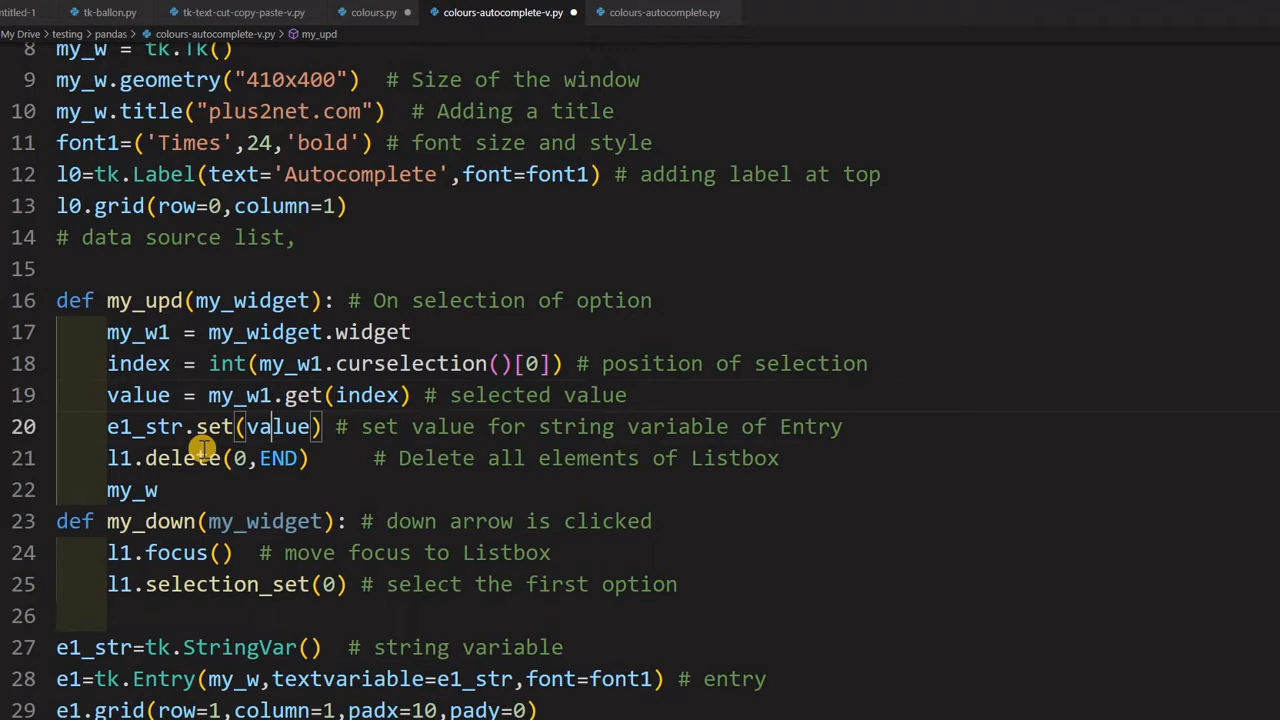 ntitled-1 tk-ballon.py tk-text-cut-copy-paste-v.py colours.py colours-autocomplete-v.py colours-autocomplete.py
My Drive > testing > pandas > colours-autocomplete-v.py > my_upd
8 my_w = tk.Tk()
9 my_w.geometry("410x400")  # Size of the window
10 my_w.title("plus2net.com")  # Adding a title
11 font1=('Times',24,'bold') # font size and style
12 l0=tk.Label(text='Autocomplete',font=font1) # adding label at top
13 l0.grid(row=0,column=1)
14 # data source list,
15
16 def my_upd(my_widget): # On selection of option
17     my_w1 = my_widget.widget
18     index = int(my_w1.curselection()[0]) # position of selection
19     value = my_w1.get(index) # selected value
20     e1_str.set(value) # set value for string variable of Entry
21     l1.delete(0,END)     # Delete all elements of Listbox
22     my_w
23 def my_down(my_widget): # down arrow is clicked
24     l1.focus()  # move focus to Listbox
25     l1.selection_set(0) # select the first option
26
27 e1_str=tk.StringVar()  # string variable
28 e1=tk.Entry(my_w,textvariable=e1_str,font=font1) # entry
29 e1.grid(row=1,column=1,padx=10,pady=0)